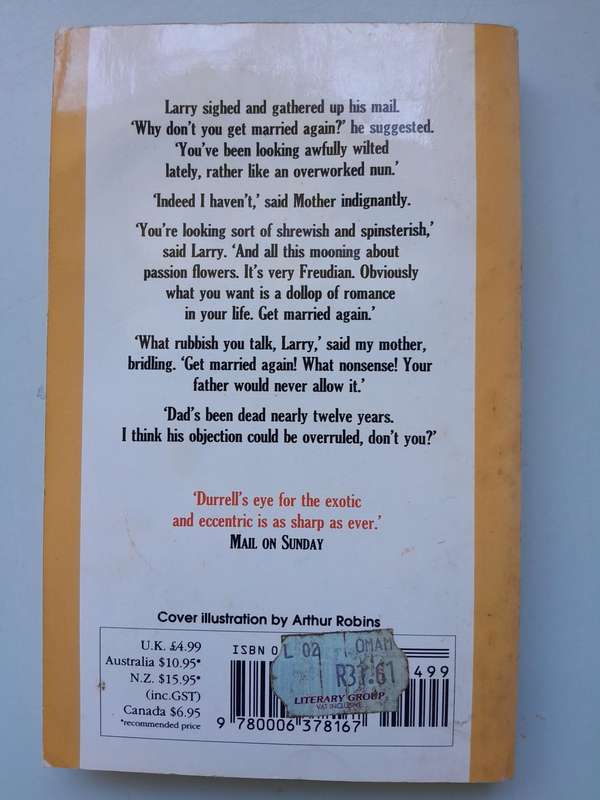 Larry sighed and gathered up his mail.
‘Why don’t you get married again?’ he suggested.
‘You’ve been looking awfully wilted
lately, rather like an overworked nun.’
‘Indeed I haven’t,’ said Mother indignantly.
‘You’re looking sort of shrewish and spinsterish,’
said Larry. ‘And all this mooning about
passion flowers. It’s very Freudian. Obviously
what you want is a dollop of romance
in your life. Get married again.’
‘What rubbish you talk, Larry,’ said my mother,
bridling. ‘Get married again! What nonsense! Your
father would never allow it.’
‘Dad’s been dead nearly twelve years.
I think his objection could be overruled, don’t you?’
‘Durrell’s eye for the exotic
and eccentric is as sharp as ever.’
MAIL ON SUNDAY
Cover illustration by Arthur Robins
U.K. £4.99
Australia $10.95*
N.Z. $15.95*
(inc.GST)
Canada $6.95
*recommended price
ISBN 0
L 02 OMAM
LITERARY GROUP
VAT INCLUSIVE
499
9 780006 378167